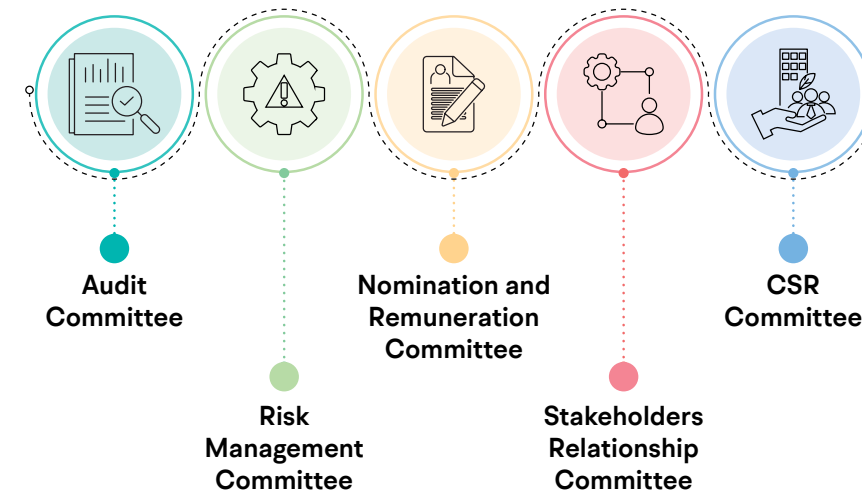 Audit
Committee
Risk
Management
Committee
Nomination and
Remuneration
Committee
Stakeholders
Relationship
Committee
CSR
Committee